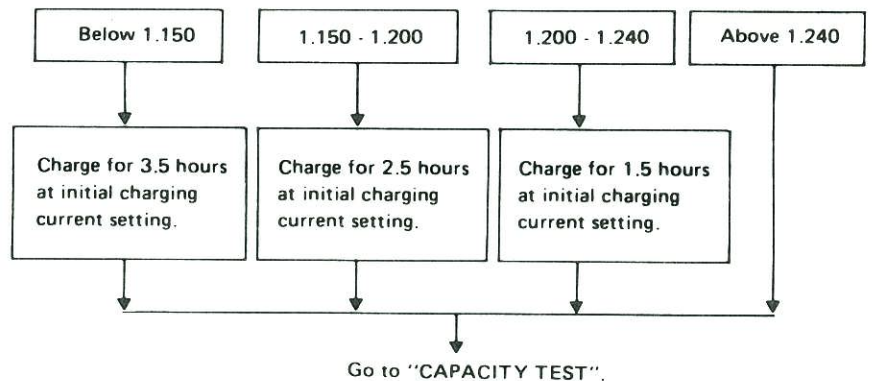 Below 1.150
1.150 - 1.200
1.200 - 1.240
Above 1.240
Charge for 3.5 hours
at initial charging
current setting.
Charge for 2.5 hours
at initial charging
current setting.
Charge for 1.5 hours
at initial charging
current setting.
Go to "CAPACITY TEST".